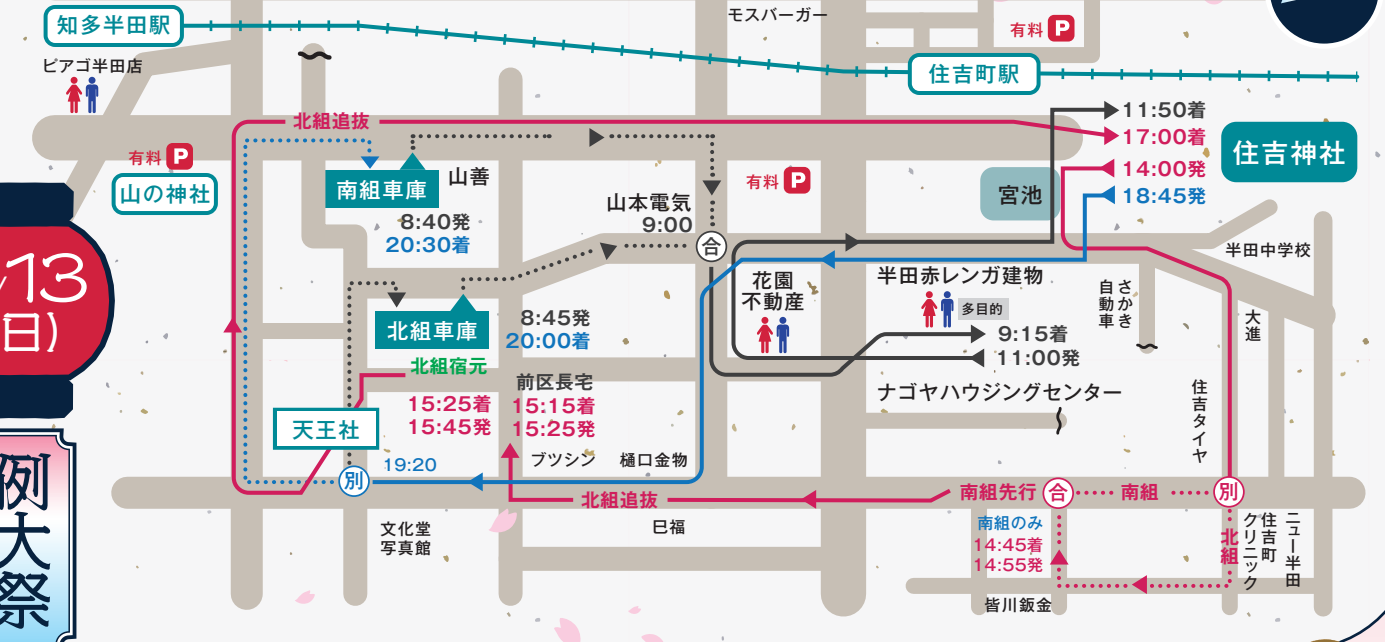 知多半田駅
モスバーガー
有料 P
ピアゴ半田店
住吉町駅
北組追抜
11:50着
17:00着
14:00発
18:45発
住吉神社
有料 P
山の神社
南組車庫
山善
8:40発
20:30着
山本電気
9:00
合
有料 P
宮池
半田中学校
13
日)
花園
不動産
半田赤レンガ建物
多目的
9:15着
11:00発
さかき
自動車
大進
北組車庫
8:45発
20:00着
北組宿元
前区長宅
15:25着
15:45発
15:15着
15:25発
ナゴヤハウジングセンター
住吉タイヤ
天王社
別
19:20
ブツシン
樋口金物
北組追抜
南組先行
合
南組
別
例大祭
文化堂
写真館
巳福
南組のみ
14:45着
14:55発
北組
住吉町
クリニック
ニュー半田
皆川鈑金